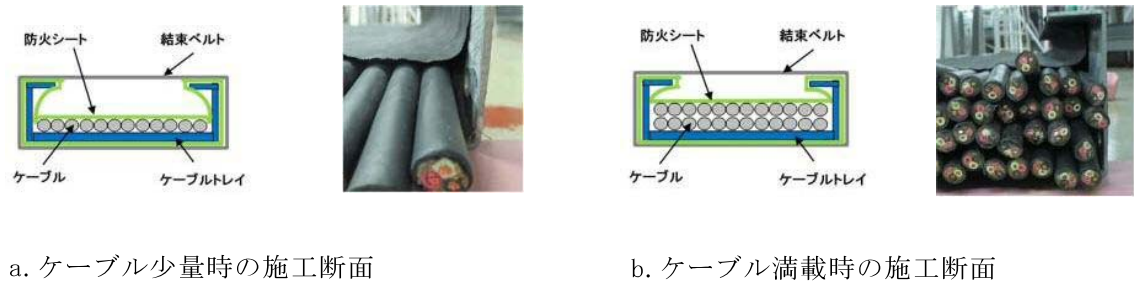 防火シート
結束ベルト
ケーブル
ケーブルトレイ
a. ケーブル少量時の施工断面
防火シート
結束ベルト
ケーブル
ケーブルトレイ
b. ケーブル満載時の施工断面